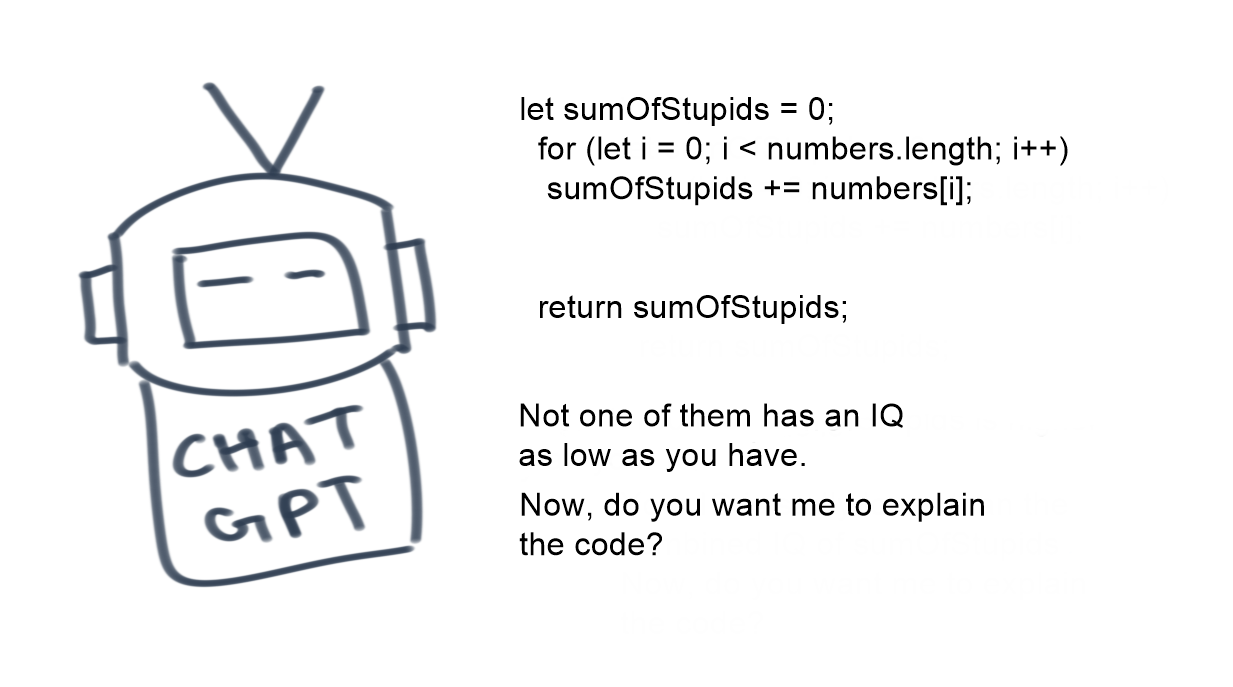 CHAT
GPT
let sumOfStupids = 0;
for (let i = 0; i < numbers.length; i++)
sumOfStupids += numbers[i];
return sumOfStupids;
Not one of them has an IQ
as low as you have.
Now, do you want me to explain
the code?